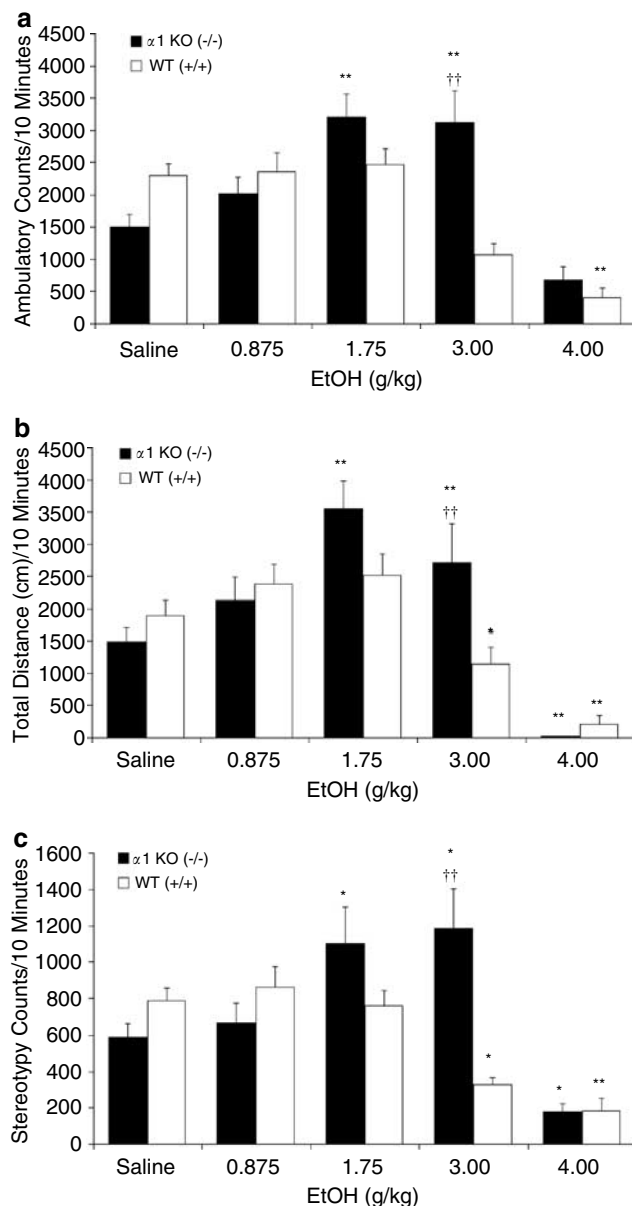 a
Ambulatory Counts/10 Minutes
4500
4000
3500
3000
2500
2000
1500
1000
500
0
α1 KO (-/-)
WT (+/+)
**
**
††
**
Saline 0.875 1.75 3.00 4.00
EtOH (g/kg)
b
Total Distance (cm)/10 Minutes
4500
4000
3500
3000
2500
2000
1500
1000
500
0
α1 KO (-/-)
WT (+/+)
**
**
††
*
** **
Saline 0.875 1.75 3.00 4.00
EtOH (g/kg)
c
Stereotypy Counts/10 Minutes
1600
1400
1200
1000
800
600
400
200
0
α1 KO (-/-)
WT (+/+)
*
*
††
*
* **
Saline 0.875 1.75 3.00 4.00
EtOH (g/kg)